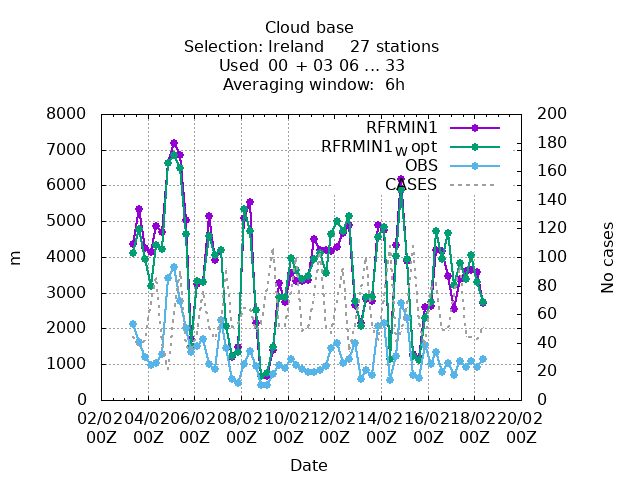 Cloud base
Selection: Ireland 27 stations
Used 00 + 03 06 ... 33
Averaging window: 6h
8000
7000
6000
5000
4000
3000
2000
1000
0
m
200
180
160
140
120
100
80
60
40
20
0
No cases
RFRMIN1
RFRMIN1w opt
OBS
CASES
02/02 04/02 06/02 08/02 10/02 12/02 14/02 16/02 18/02 20/02
00Z 00Z 00Z 00Z 00Z 00Z 00Z 00Z 00Z 00Z
Date